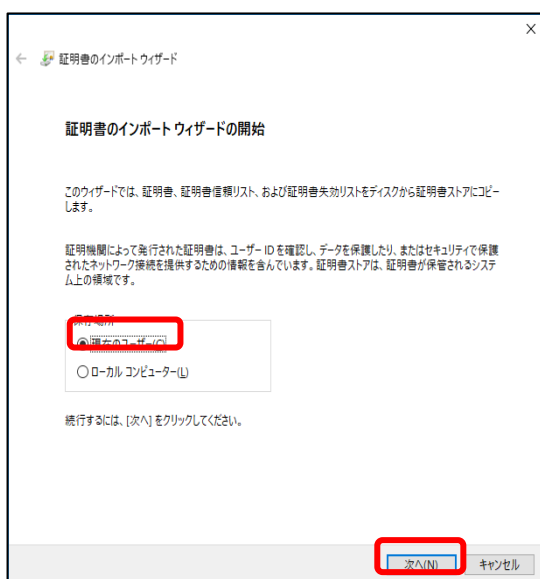 証明書のインポート ウィザード
証明書のインポート ウィザードの開始
このウィザードでは、証明書、証明書信頼リスト、および証明書失効リストをディスクから証明書ストアにコピー
します。
証明機関によって発行された証明書は、ユーザー ID を確認し、データを保護したり、またはセキュリティで保護
されたネットワーク接続を提供するための情報を含んでいます。証明書ストアは、証明書が保管されるシステ
ム上の領域です。
保存場所
現在のユーザー(C)
ローカル コンピューター(L)
続行するには、[次へ] をクリックしてください。
次へ(N) キャンセル